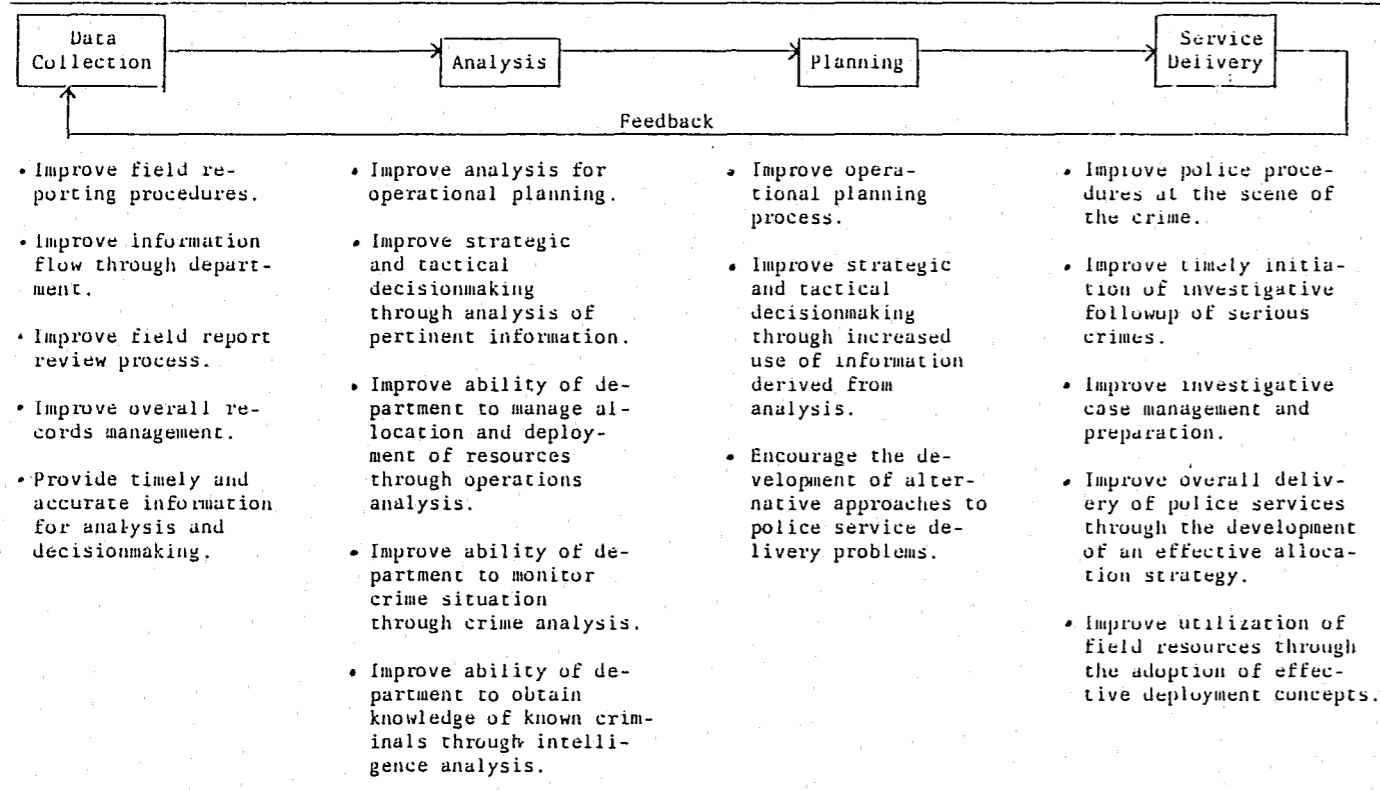 Data
Collection
Analysis
Planning
Service
Delivery
Feedback
• Improve field re-
porting procedures.
• Improve information
flow through depart-
ment.
• Improve field report
review process.
• Improve overall re-
cords management.
• Provide timely and
accurate information
for analysis and
decisionmaking.
• Improve analysis for
operational planning.
• Improve strategic
and tactical
decisionmaking
through analysis of
pertinent information.
• Improve ability of de-
partment to manage al-
location and deploy-
ment of resources
through operations
analysis.
• Improve ability of de-
partment to monitor
crime situation
through crime analysis.
• Improve ability of de-
partment to obtain
knowledge of known crim-
inals through intelli-
gence analysis.
• Improve opera-
tional planning
process.
• Improve strategic
and tactical
decisionmaking
through increased
use of information
derived from
analysis.
• Encourage the de-
velopment of alter-
native approaches to
police service de-
livery problems.
• Improve police proce-
dures at the scene of
the crime.
• Improve timely initia-
tion of investigative
followup of serious
crimes.
• Improve investigative
case management and
preparation.
• Improve overall deliv-
ery of police services
through the development
of an effective alloca-
tion strategy.
• Improve utilization of
field resources through
the adoption of effec-
tive deployment concepts.